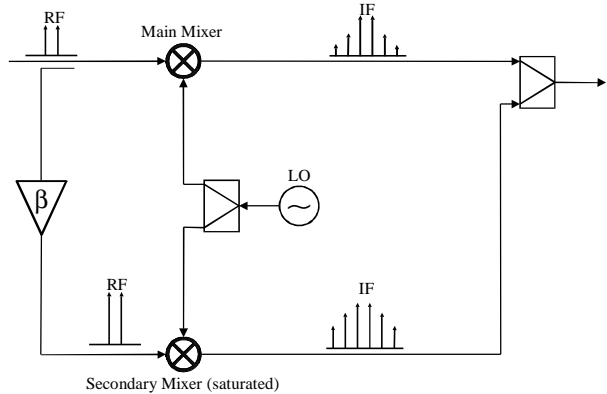 RF
IF
Main Mixer
LO
β
RF
IF
Secondary Mixer (saturated)